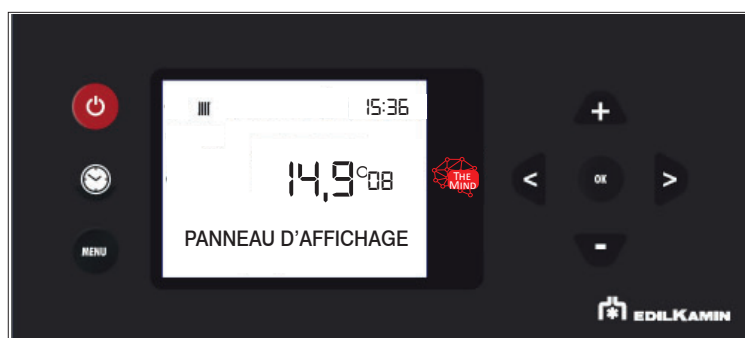 15:36
14,9°C08
THE
MIND
PANNEAU D'AFFICHAGE
MENU
+
<
OK
>
-
EDILKAMIN